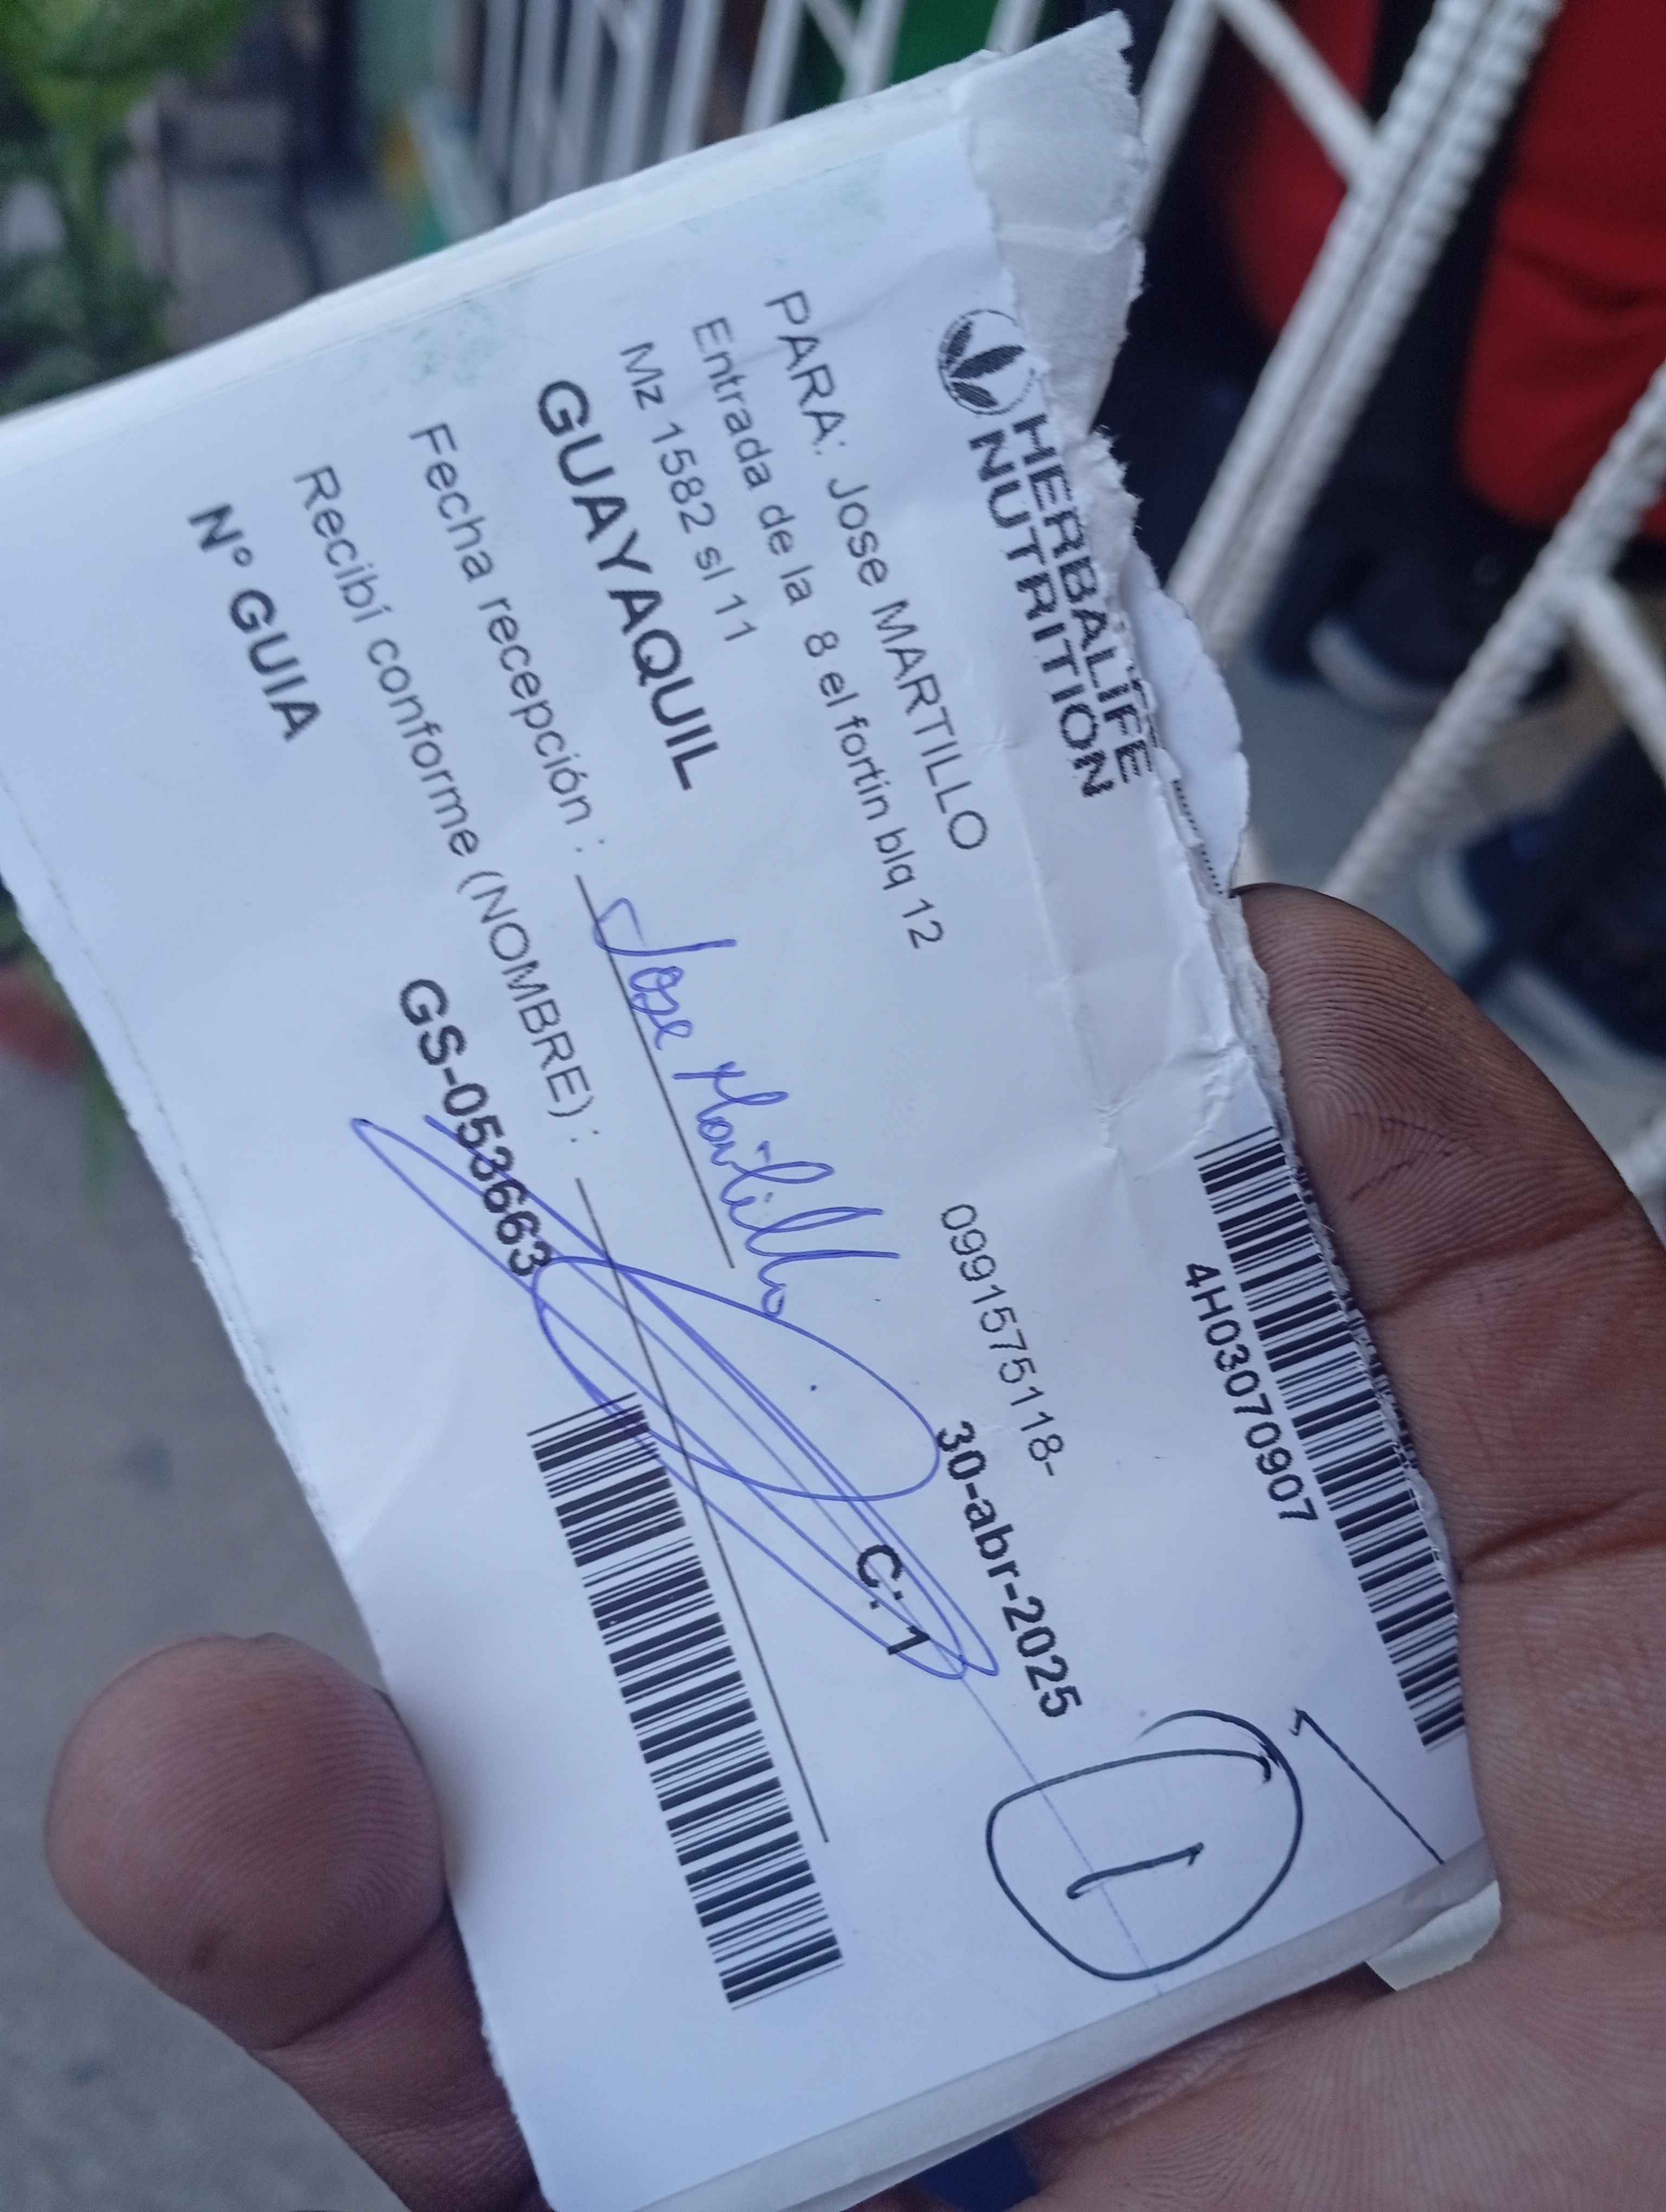 HERBALIFE
NUTRITION
4H03070907
PARA: Jose MARTILLO
Entrada de la 8 el fortin blq 12
0991575118-
Mz 1582 sl 11
30-abr-2025
GUAYAQUIL
C: 1
1
Fecha recepción : Jose Martillo
Recibí conforme (NOMBRE) :
Nº GUIA
GS-053663